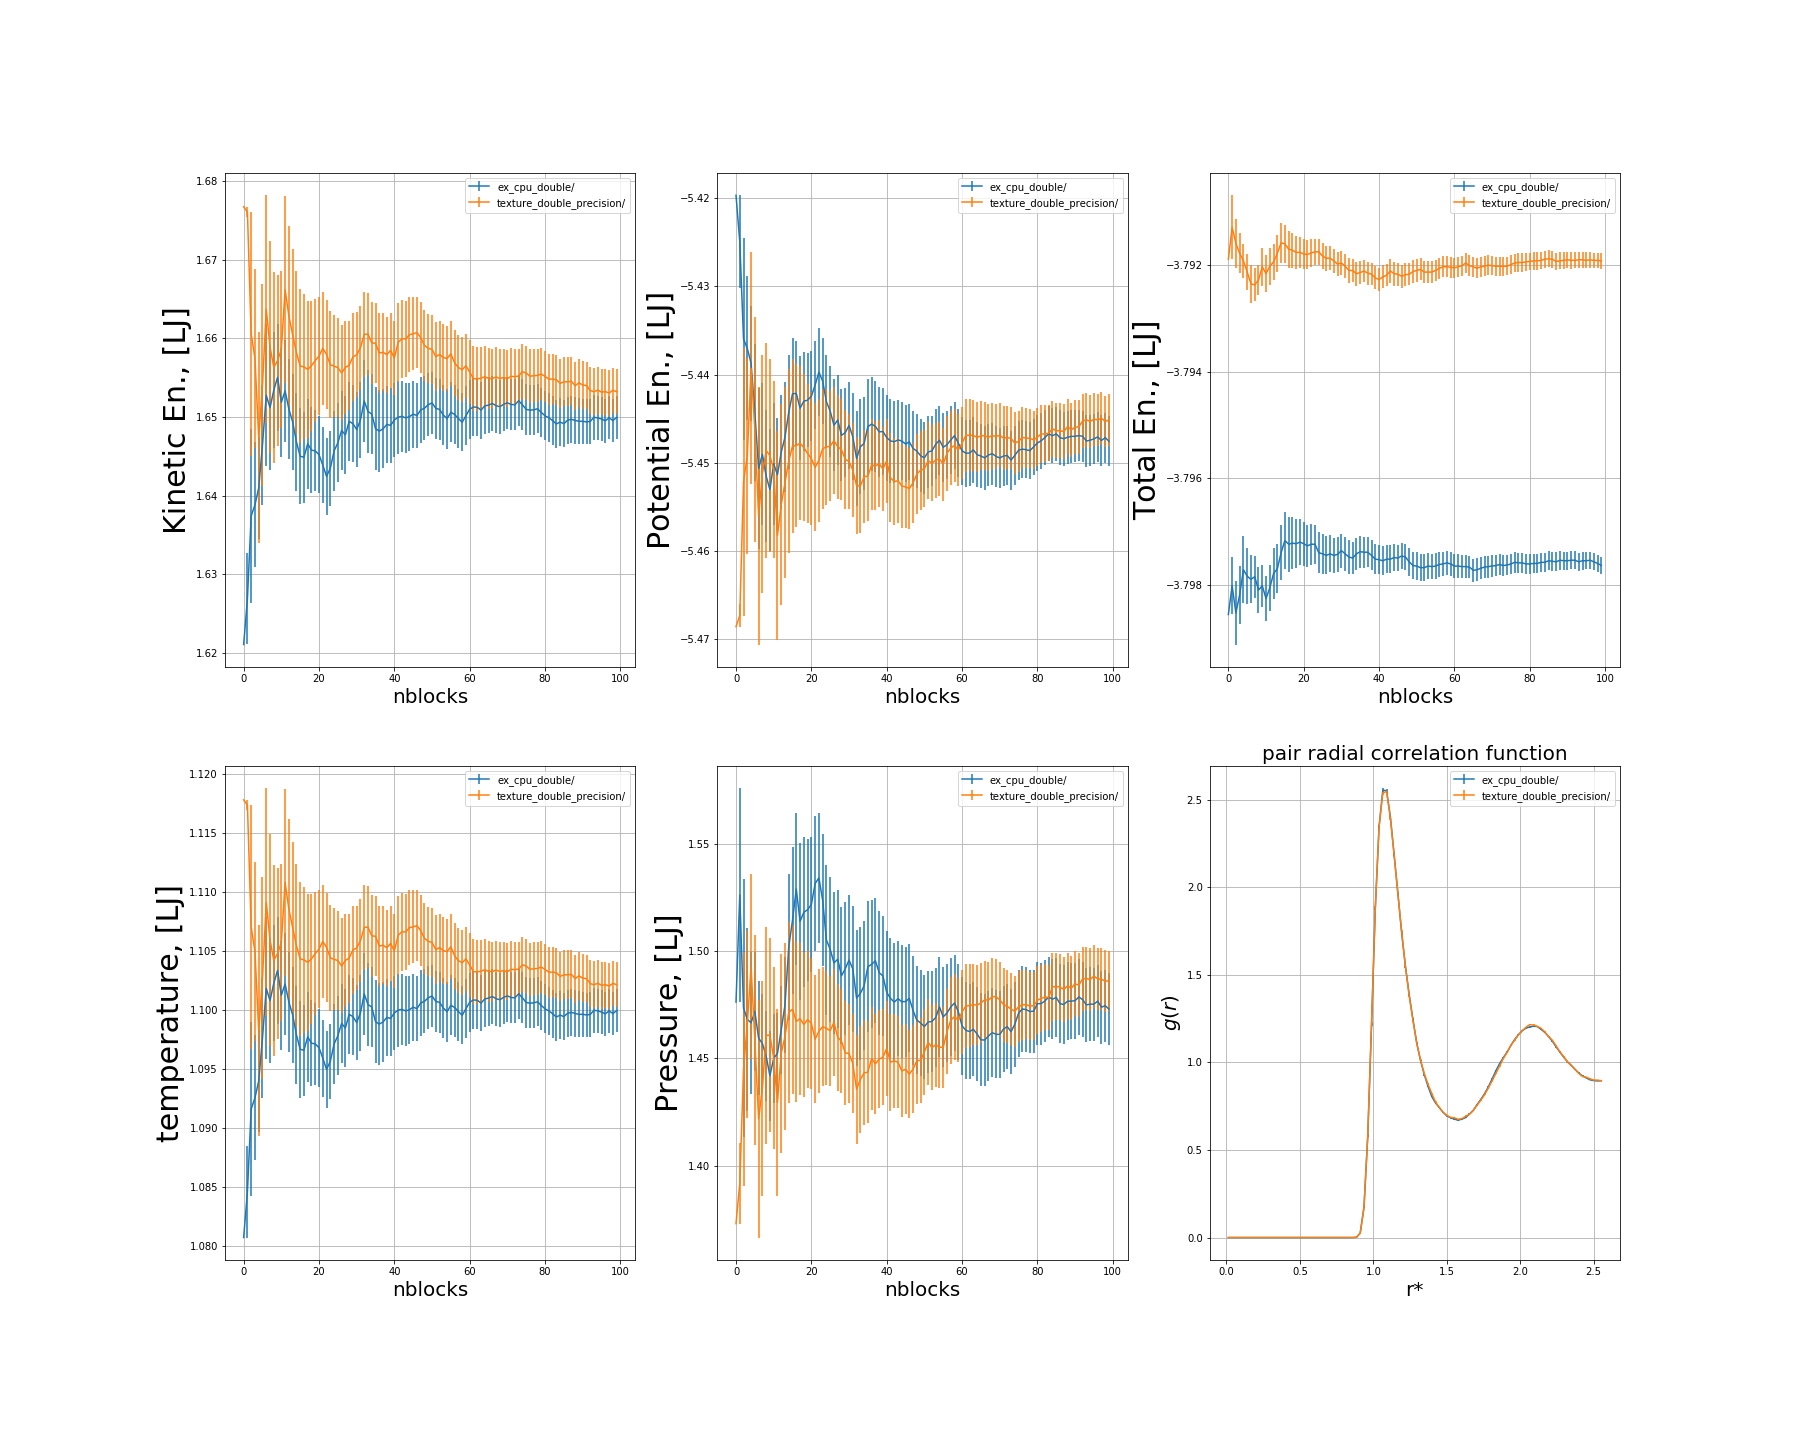 Kinetic En., [LJ]
1.68
1.67
1.66
1.65
1.64
1.63
1.62
ex_cpu_double/
texture_double_precision/
0 20 40 60 80 100
nblocks
Potential En., [LJ]
−5.42
−5.43
−5.44
−5.45
−5.46
−5.47
ex_cpu_double/
texture_double_precision/
0 20 40 60 80 100
nblocks
Total En., [LJ]
−3.792
−3.794
−3.796
−3.798
ex_cpu_double/
texture_double_precision/
0 20 40 60 80 100
nblocks
temperature, [LJ]
1.120
1.115
1.110
1.105
1.100
1.095
1.090
1.085
1.080
ex_cpu_double/
texture_double_precision/
0 20 40 60 80 100
nblocks
Pressure, [LJ]
1.55
1.50
1.45
1.40
ex_cpu_double/
texture_double_precision/
0 20 40 60 80 100
nblocks
pair radial correlation function
g(r)
2.5
2.0
1.5
1.0
0.5
0.0
ex_cpu_double/
texture_double_precision/
0.0 0.5 1.0 1.5 2.0 2.5
r*